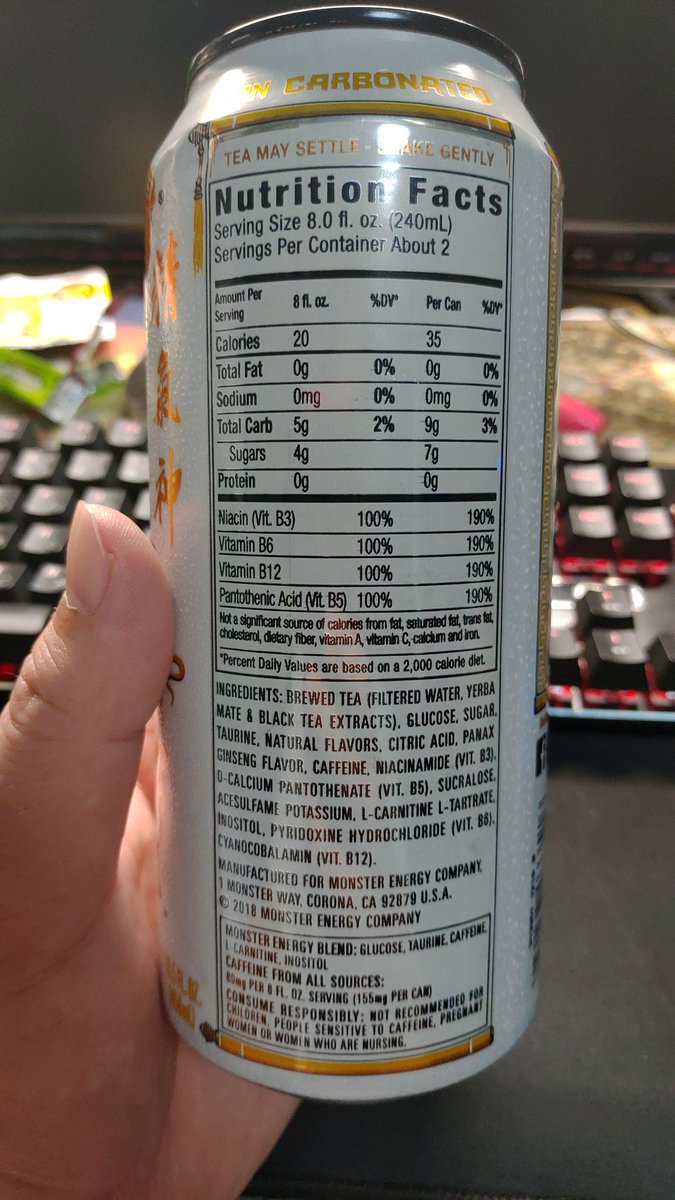 CARBONATED
TEA MAY SETTLE - SHAKE GENTLY
Nutrition Facts
Serving Size 8.0 fl. oz. (240mL)
Servings Per Container About 2
Amount Per Serving 8 fl. oz. %DV* Per Can %DV*
Calories 20 35
Total Fat 0g 0% 0g 0%
Sodium 0mg 0% 0mg 0%
Total Carb 5g 2% 9g 3%
Sugars 4g 7g
Protein 0g 0g
Niacin (Vit. B3) 100% 190%
Vitamin B6 100% 190%
Vitamin B12 100% 190%
Pantothenic Acid (Vit. B5) 100% 190%
Not a significant source of calories from fat, saturated fat, trans fat,
cholesterol, dietary fiber, vitamin A, vitamin C, calcium and iron.
*Percent Daily Values are based on a 2,000 calorie diet.
INGREDIENTS: BREWED TEA (FILTERED WATER, YERBA
MATE & BLACK TEA EXTRACTS), GLUCOSE, SUGAR,
TAURINE, NATURAL FLAVORS, CITRIC ACID, PANAX
GINSENG FLAVOR, CAFFEINE, NIACINAMIDE (VIT. B3),
D-CALCIUM PANTOTHENATE (VIT. B5), SUCRALOSE,
ACESULFAME POTASSIUM, L-CARNITINE L-TARTRATE,
INOSITOL, PYRIDOXINE HYDROCHLORIDE (VIT. B6),
CYANOCOBALAMIN (VIT. B12).
MANUFACTURED FOR MONSTER ENERGY COMPANY,
1 MONSTER WAY, CORONA, CA 92879 U.S.A.
© 2018 MONSTER ENERGY COMPANY
MONSTER ENERGY BLEND: GLUCOSE, TAURINE, CAFFEINE,
L-CARNITINE, INOSITOL
CAFFEINE FROM ALL SOURCES:
80mg PER 8 FL. OZ. SERVING (155mg PER CAN)
CONSUME RESPONSIBLY: NOT RECOMMENDED FOR
CHILDREN, PEOPLE SENSITIVE TO CAFFEINE, PREGNANT
WOMEN OR WOMEN WHO ARE NURSING.
氣
神